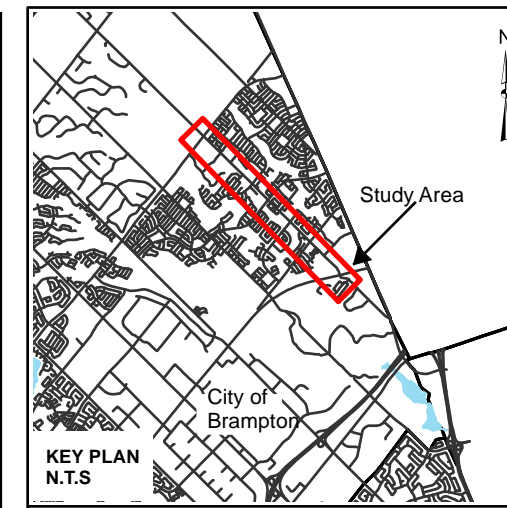 N
Study Area
City of
Brampton
KEY PLAN
N.T.S